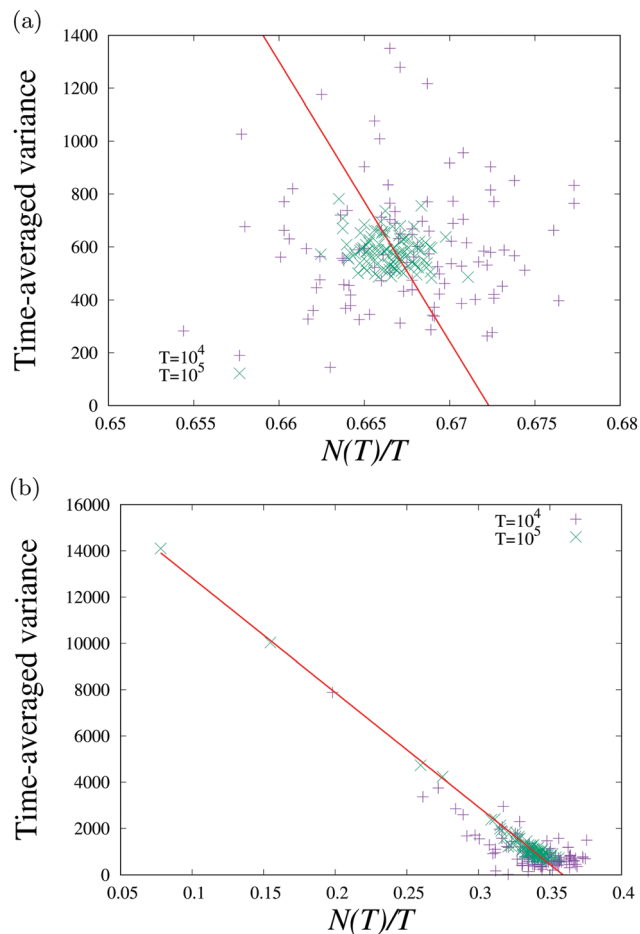 (a)
Time-averaged variance
1400
1200
1000
800
600
400
200
0
T=10^4
T=10^5
0.65 0.655 0.66 0.665 0.67 0.675 0.68
N(T)/T
(b)
Time-averaged variance
16000
14000
12000
10000
8000
6000
4000
2000
0
T=10^4
T=10^5
0.05 0.1 0.15 0.2 0.25 0.3 0.35 0.4
N(T)/T